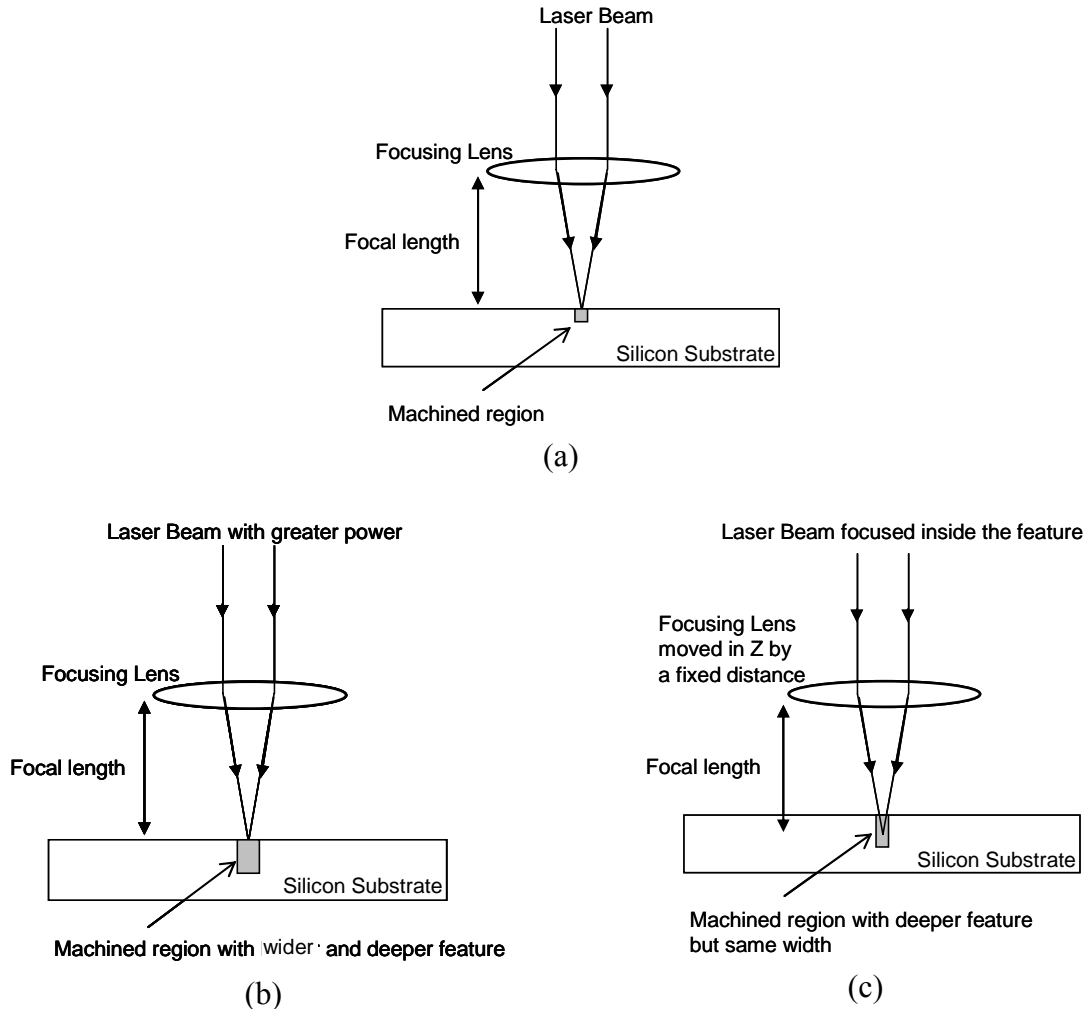 Laser Beam
Focusing Lens
Focal length
Silicon Substrate
Machined region
(a)
Laser Beam with greater power
Focusing Lens
Focal length
Silicon Substrate
Machined region with wider and deeper feature
(b)
Laser Beam focused inside the feature
Focusing Lens
moved in Z by
a fixed distance
Focal length
Silicon Substrate
Machined region with deeper feature
but same width
(c)